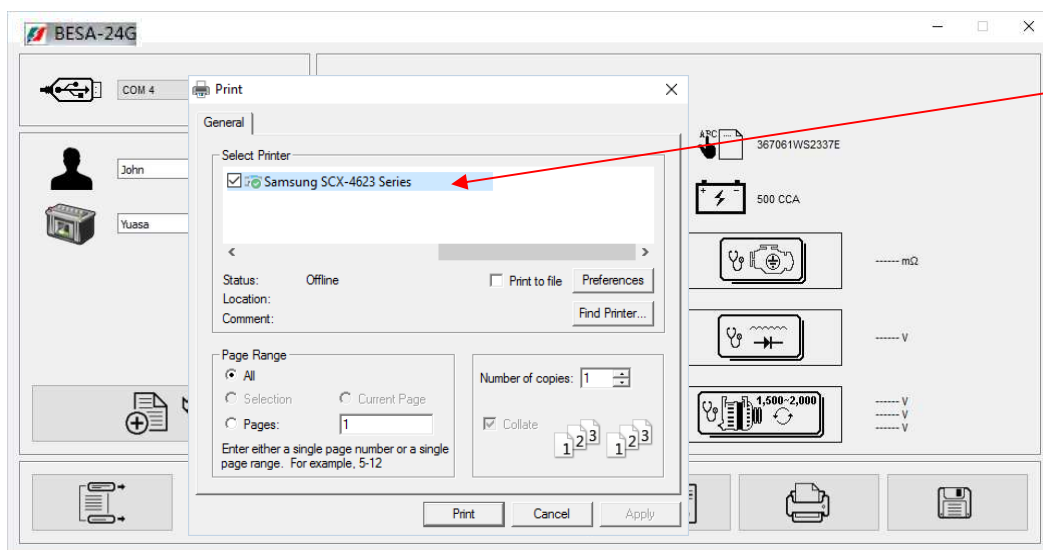 BESA-24G
COM 4
John
Yuasa
Print
General
Select Printer
Samsung SCX-4623 Series
Status: Offline
Location:
Comment:
Print to file
Preferences
Find Printer...
Page Range
All
Selection
Current Page
Pages: 1
Enter either a single page number or a single
page range. For example, 5-12
Number of copies: 1
Collate
1 2 3 1 2 3
Print
Cancel
Apply
ABC
367061WS2337E
500 CCA
------ mΩ
------ V
1,500~2,000
------ V
------ V
------ V